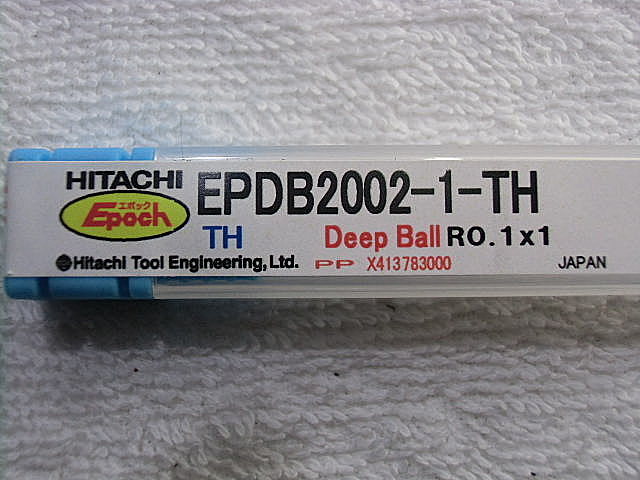 HITACHI EPDB2002-1-TH
エポック
Epoch
TH Deep Ball R0.1x1
Hitachi Tool Engineering,Ltd. PP X413783000 JAPAN